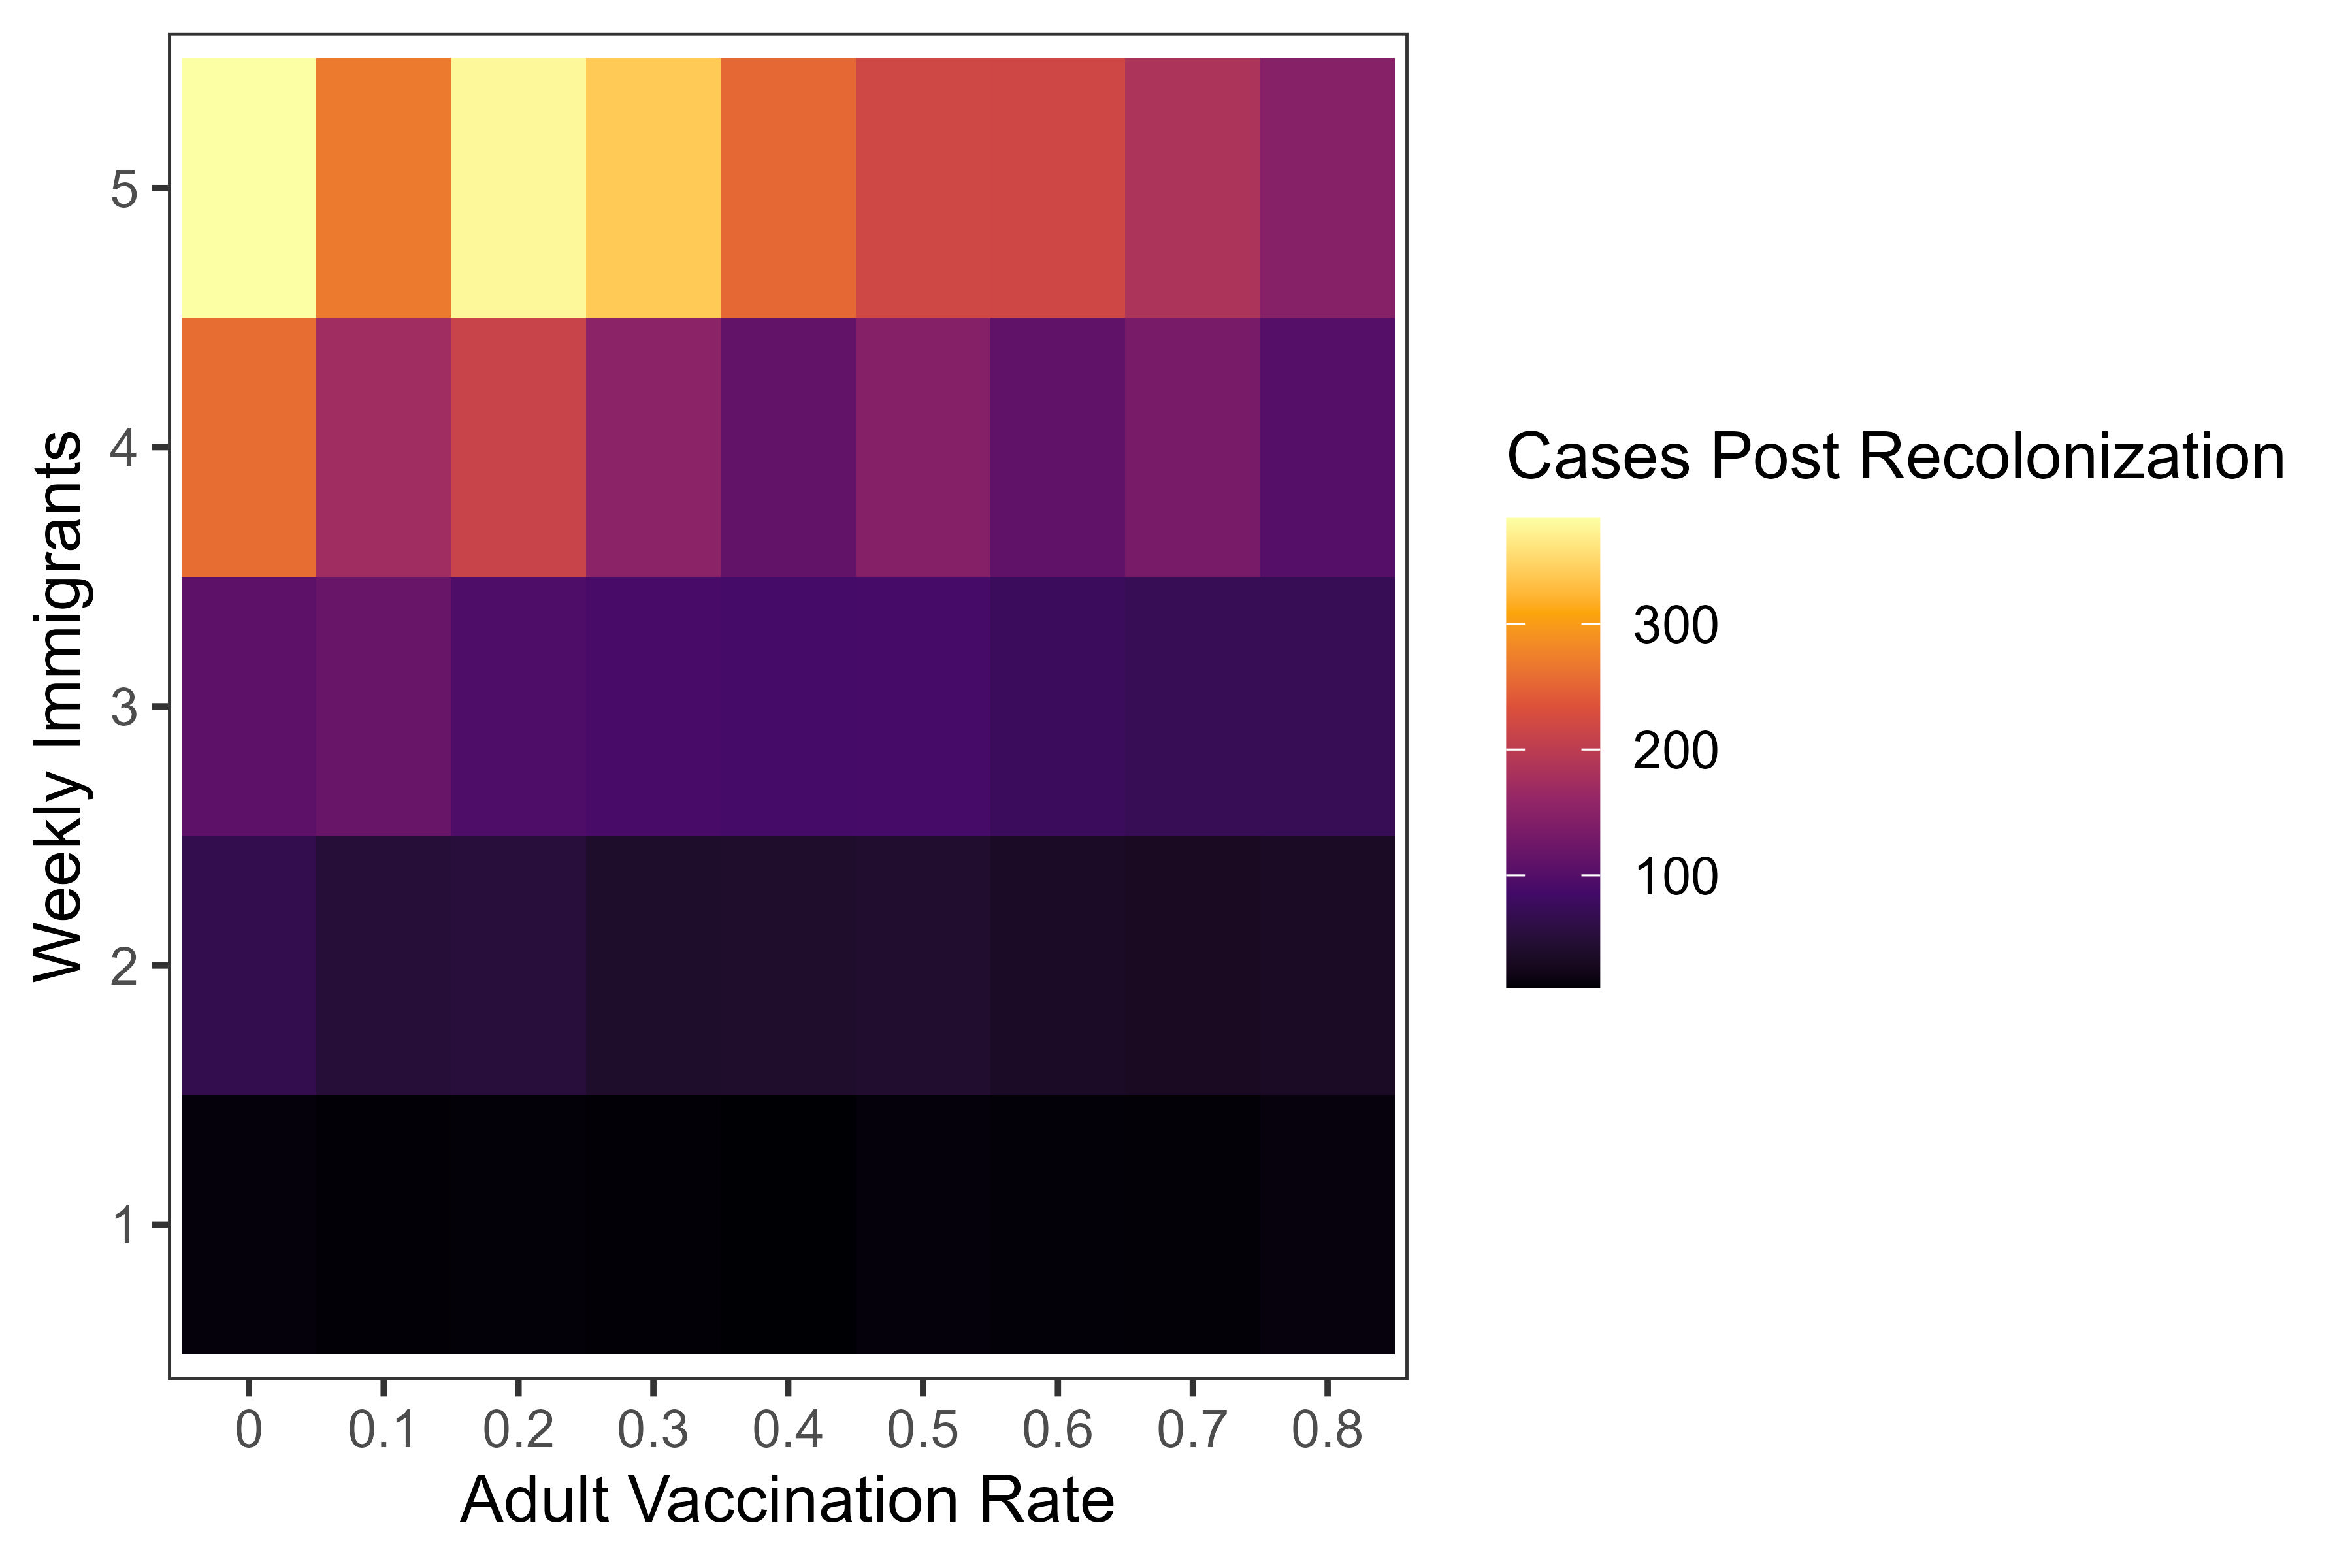 Weekly Immigrants
5
4
3
2
1
0 0.1 0.2 0.3 0.4 0.5 0.6 0.7 0.8
Adult Vaccination Rate
Cases Post Recolonization
300
200
100